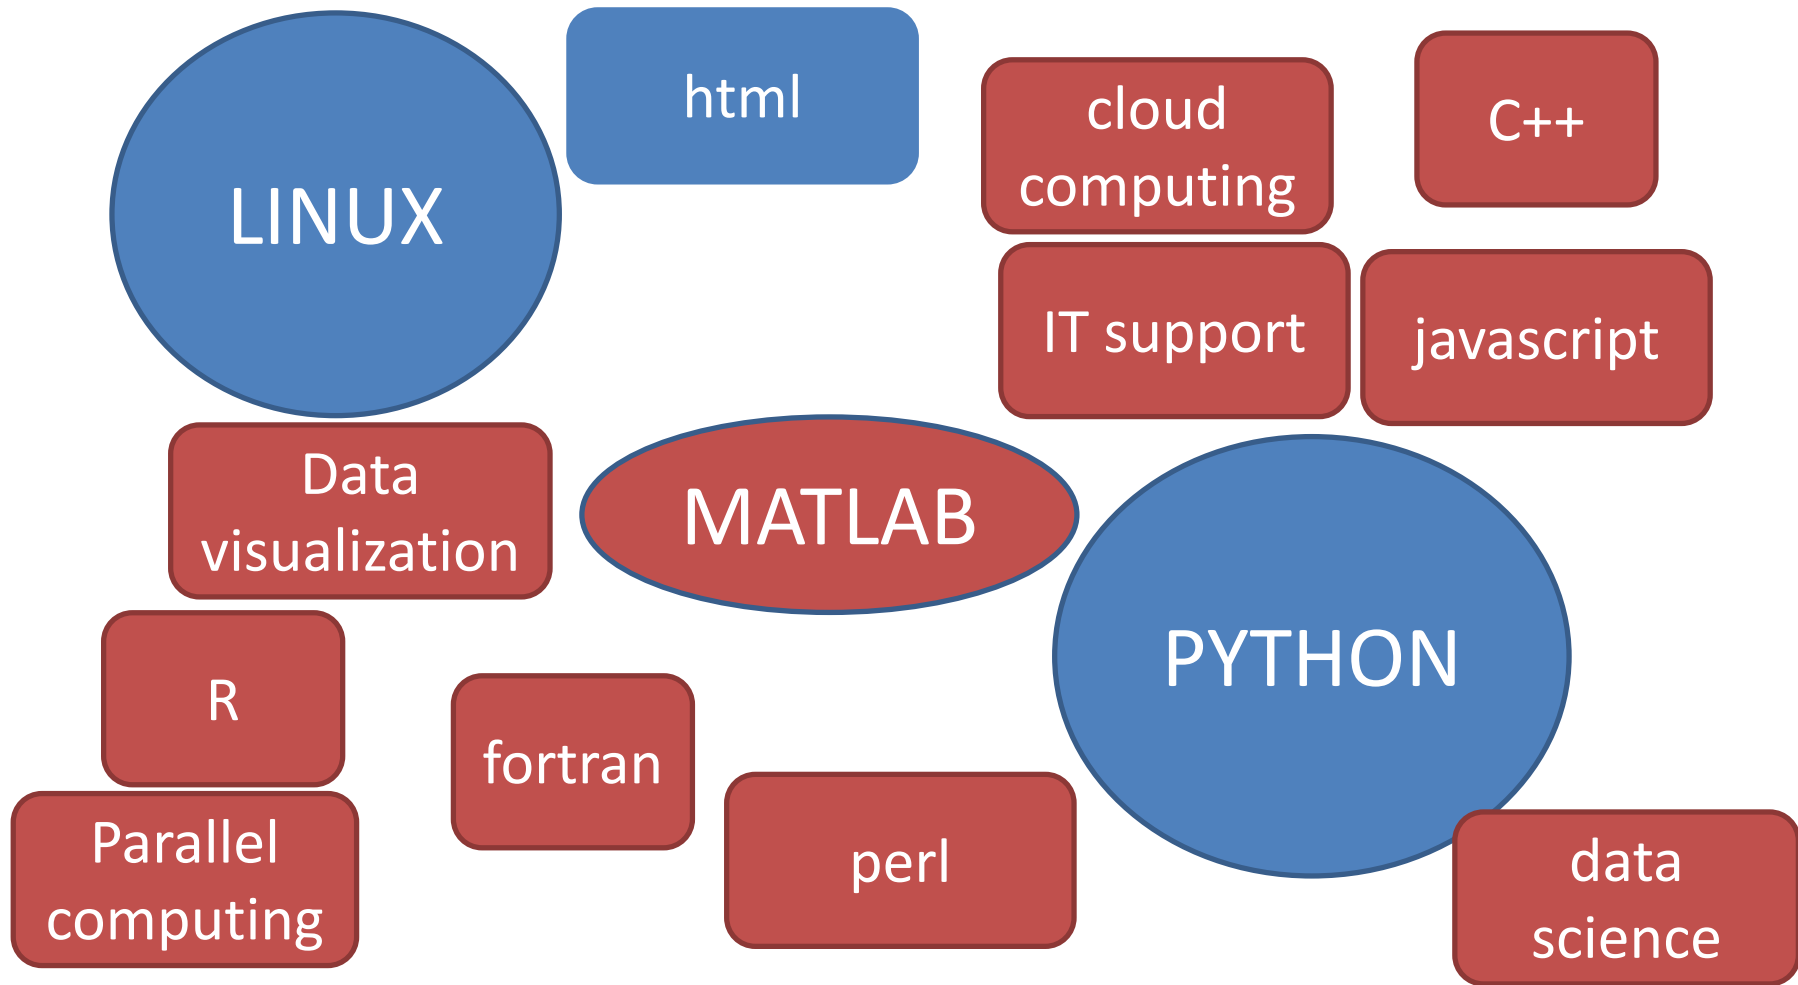 html
cloud
computing
C++
LINUX
IT support
javascript
Data
visualization
MATLAB
PYTHON
R
fortran
Parallel
computing
perl
data
science